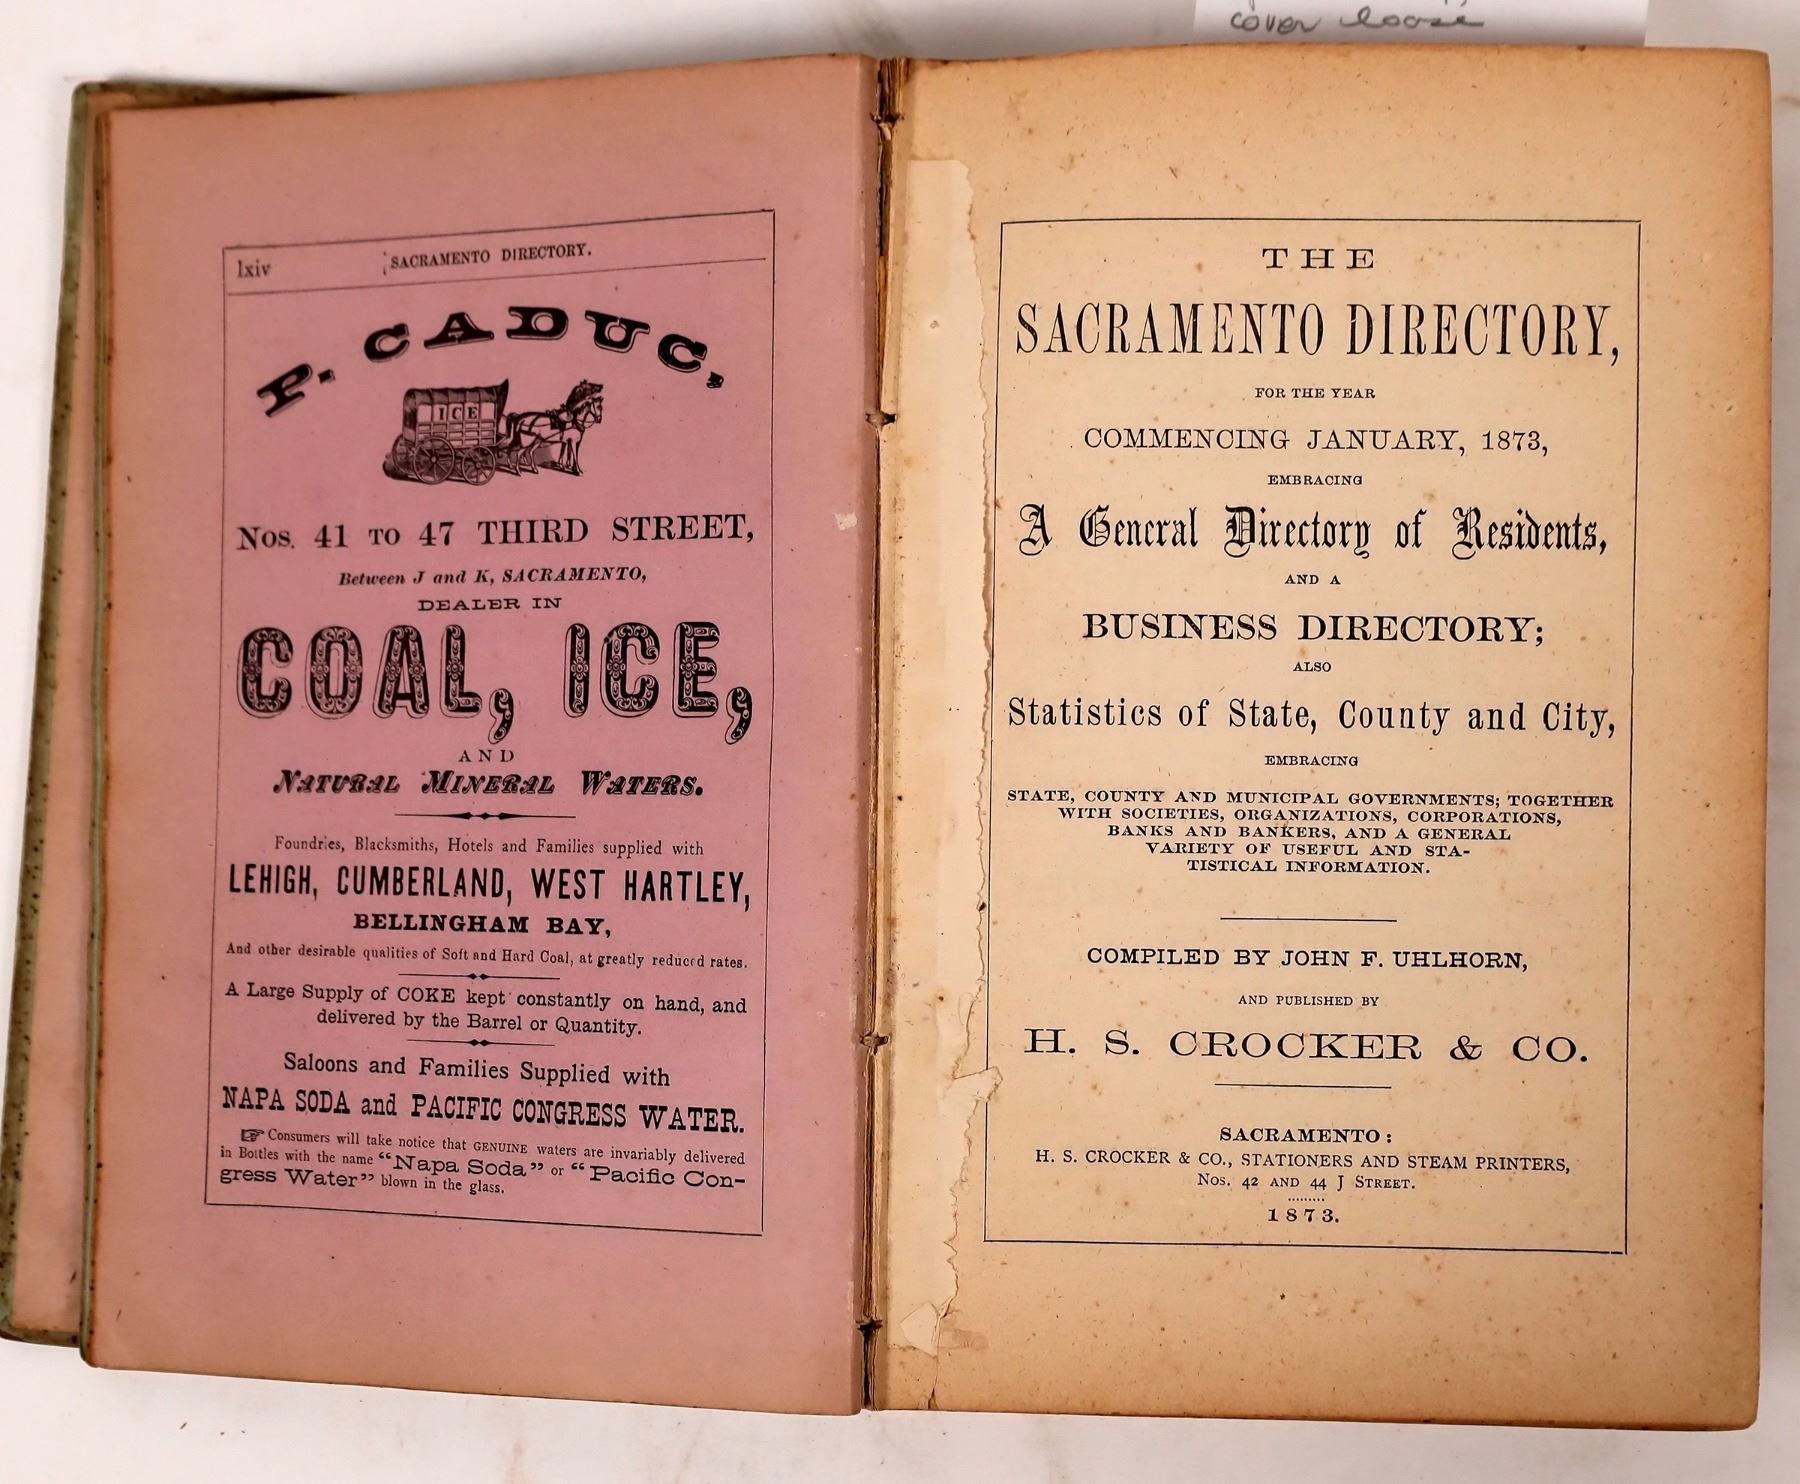 cover loose
lxiv SACRAMENTO DIRECTORY.
P. CADUC,
ICE
Nos. 41 TO 47 THIRD STREET,
Between J and K, SACRAMENTO,
DEALER IN
COAL, ICE,
AND
NATURAL MINERAL WATERS.
Foundries, Blacksmiths, Hotels and Families supplied with
LEHIGH, CUMBERLAND, WEST HARTLEY,
BELLINGHAM BAY,
And other desirable qualities of Soft and Hard Coal, at greatly reduced rates.
A Large Supply of COKE kept constantly on hand, and
delivered by the Barrel or Quantity.
Saloons and Families Supplied with
NAPA SODA and PACIFIC CONGRESS WATER.
☞ Consumers will take notice that GENUINE waters are invariably delivered
in Bottles with the name "Napa Soda" or "Pacific Con-
gress Water" blown in the glass.
THE
SACRAMENTO DIRECTORY,
FOR THE YEAR
COMMENCING JANUARY, 1873,
EMBRACING
A General Directory of Residents,
AND A
BUSINESS DIRECTORY;
ALSO
Statistics of State, County and City,
EMBRACING
STATE, COUNTY AND MUNICIPAL GOVERNMENTS; TOGETHER
WITH SOCIETIES, ORGANIZATIONS, CORPORATIONS,
BANKS AND BANKERS, AND A GENERAL
VARIETY OF USEFUL AND STA-
TISTICAL INFORMATION.
COMPILED BY JOHN F. UHLHORN,
AND PUBLISHED BY
H. S. CROCKER & CO.
SACRAMENTO:
H. S. CROCKER & CO., STATIONERS AND STEAM PRINTERS,
Nos. 42 AND 44 J STREET.
1873.